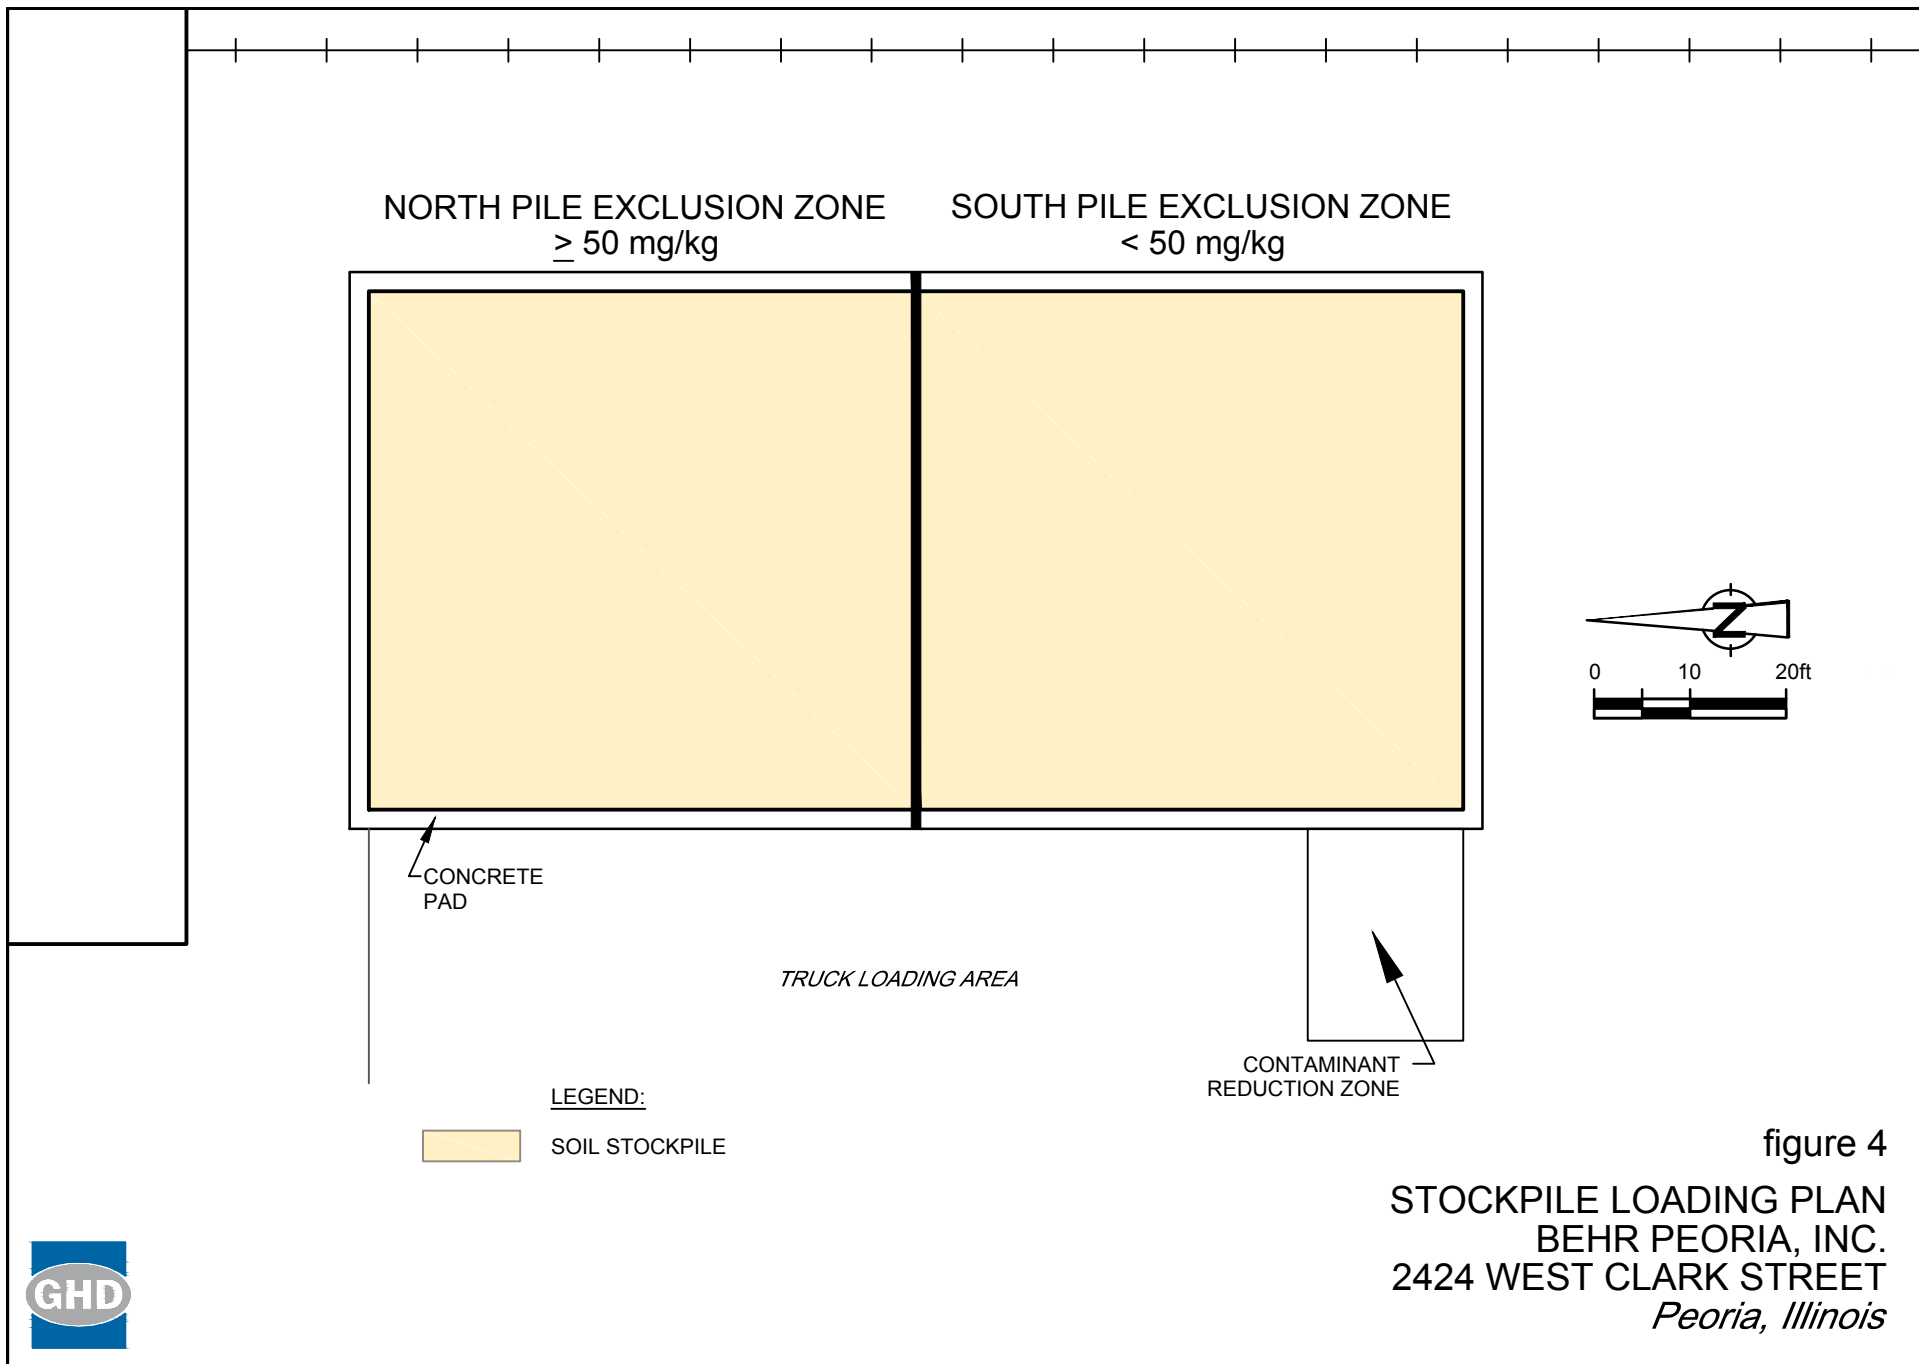 NORTH PILE EXCLUSION ZONE
≥ 50 mg/kg
SOUTH PILE EXCLUSION ZONE
< 50 mg/kg
N
0 10 20ft
CONCRETE
PAD
TRUCK LOADING AREA
CONTAMINANT
REDUCTION ZONE
LEGEND:
SOIL STOCKPILE
figure 4
STOCKPILE LOADING PLAN
BEHR PEORIA, INC.
2424 WEST CLARK STREET
Peoria, Illinois
GHD